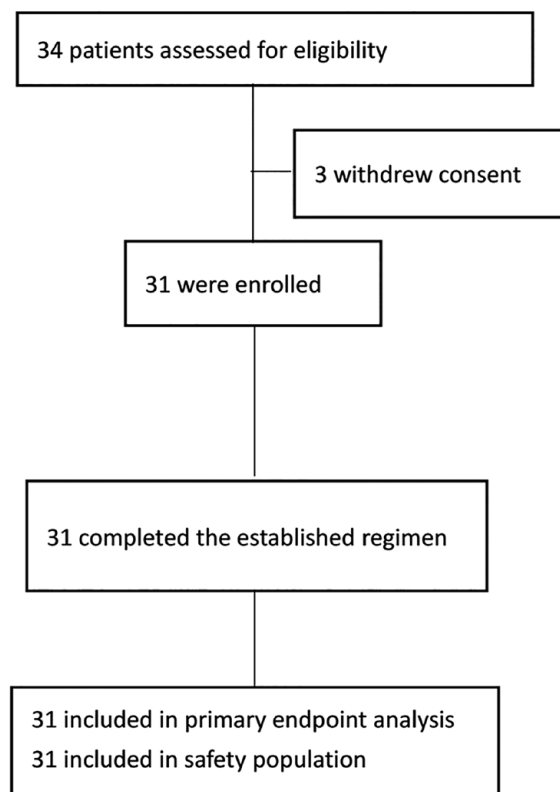 34 patients assessed for eligibility
3 withdrew consent
31 were enrolled
31 completed the established regimen
31 included in primary endpoint analysis
31 included in safety population